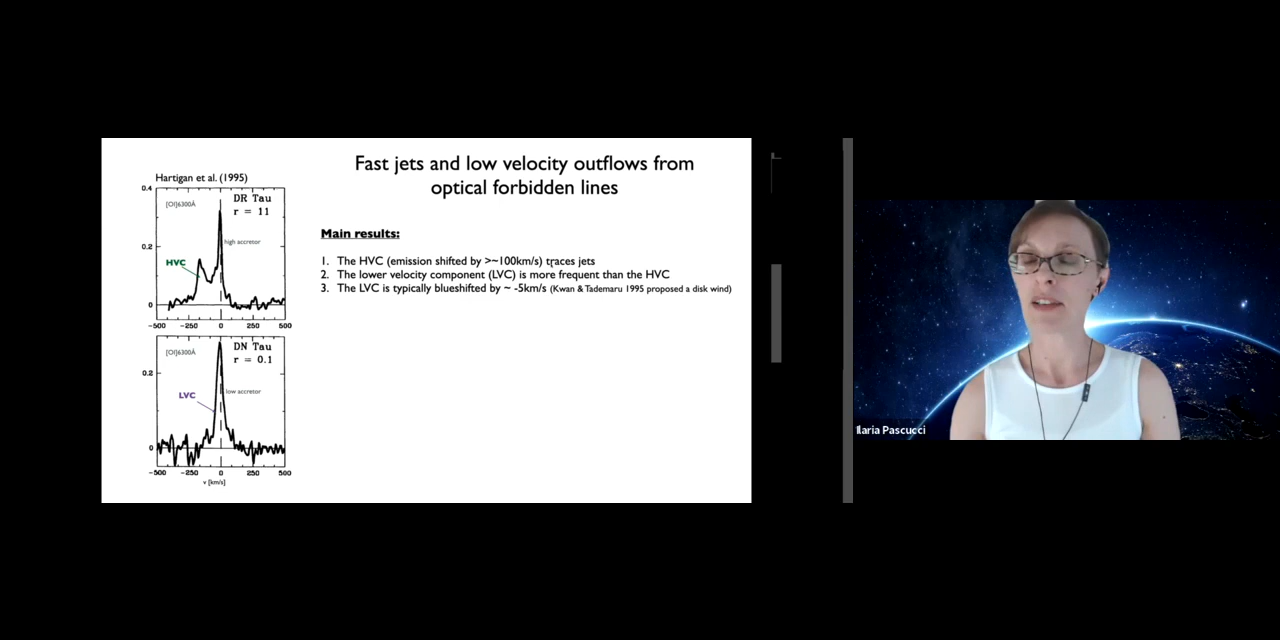 Fast jets and low velocity outflows from
optical forbidden lines
Hartigan et al. (1995)
0.4
0.2
0
[OI]6300Å
DR Tau
r = 11
high accretor
HVC
-500 -250 0 250 500
[OI]6300Å
DN Tau
r = 0.1
0.2
0
low accretor
LVC
-500 -250 0 250 500
v [km/s]
Main results:
1. The HVC (emission shifted by >~100km/s) traces jets
2. The lower velocity component (LVC) is more frequent than the HVC
3. The LVC is typically blueshifted by ~ -5km/s (Kwan & Tademaru 1995 proposed a disk wind)
Ilaria Pascucci